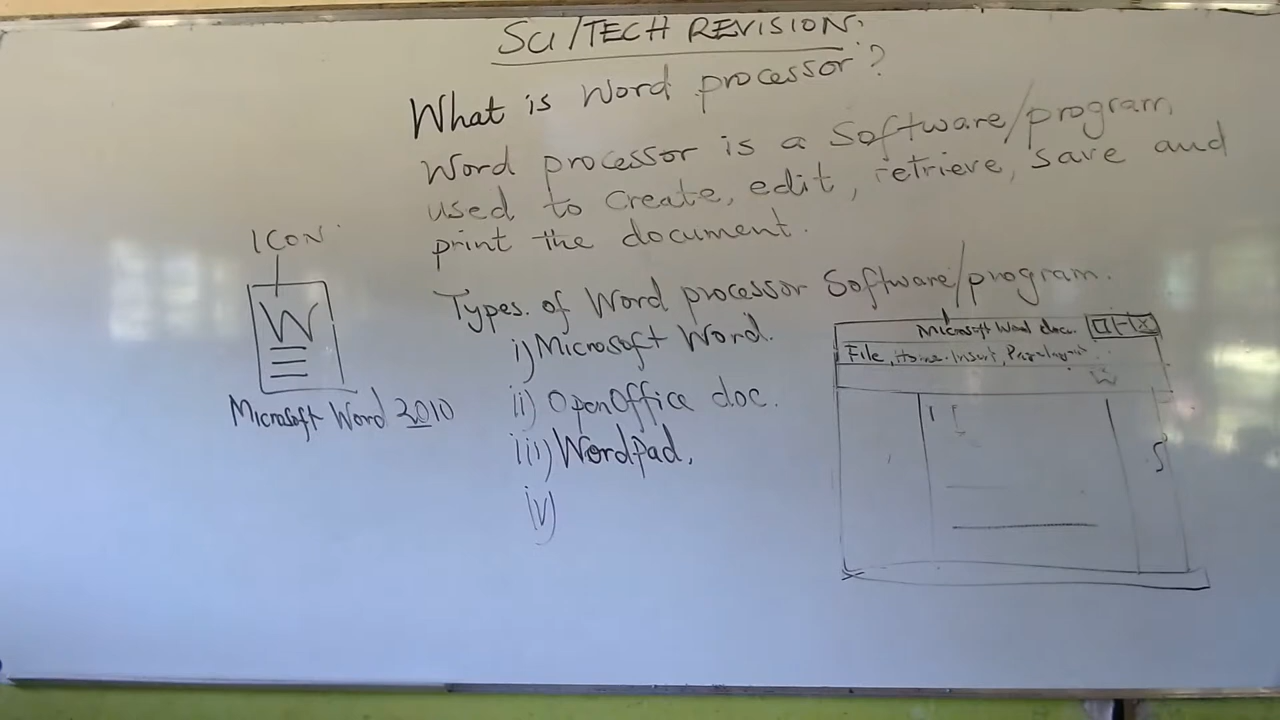 SCI/TECH REVISION.
What is Word processor?
Word processor is a Software/program
used to create, edit, retrieve, save and
print the document.
ICON
W
Microsoft Word 2010
Types of Word processor Software/program.
i) Microsoft Word.
ii) OpenOffice doc.
iii) WordPad,
iv)
Microsoft Word doc.
File, Home, Insert,
W